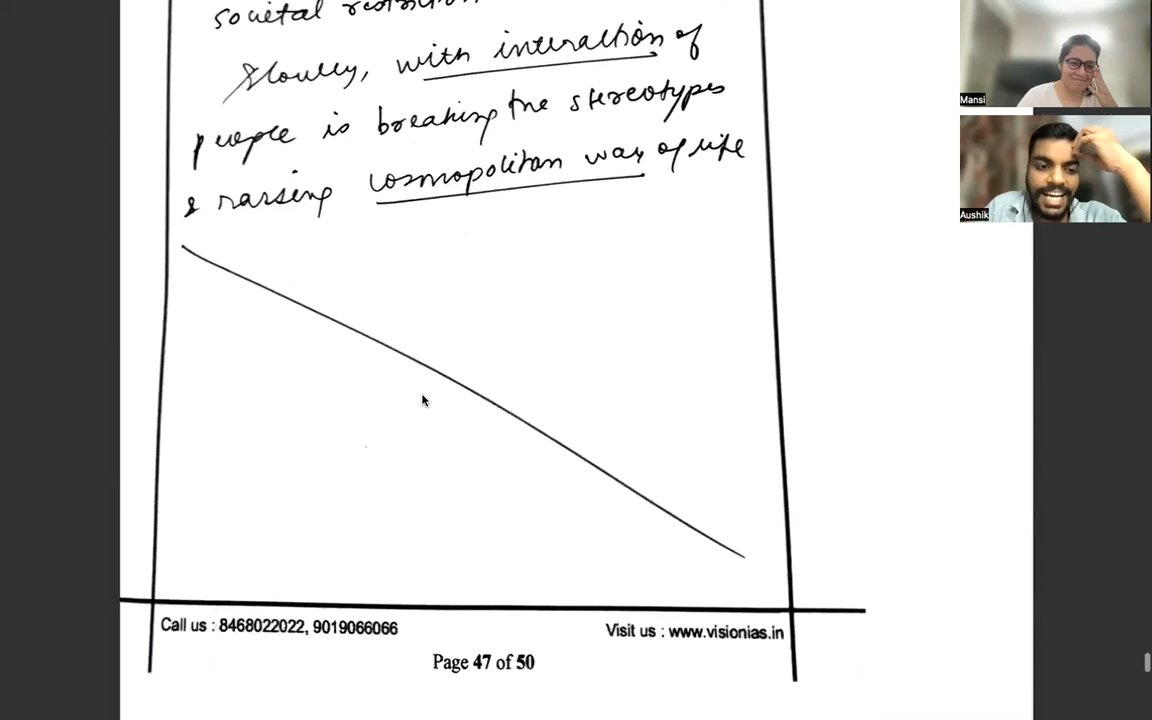 societal
Slowly, with interaction of
people is breaking the stereotypes
& raising cosmopolitan way of life
Mansi
Aushik
Call us : 8468022022, 9019066066
Visit us : www.visionias.in
Page 47 of 50